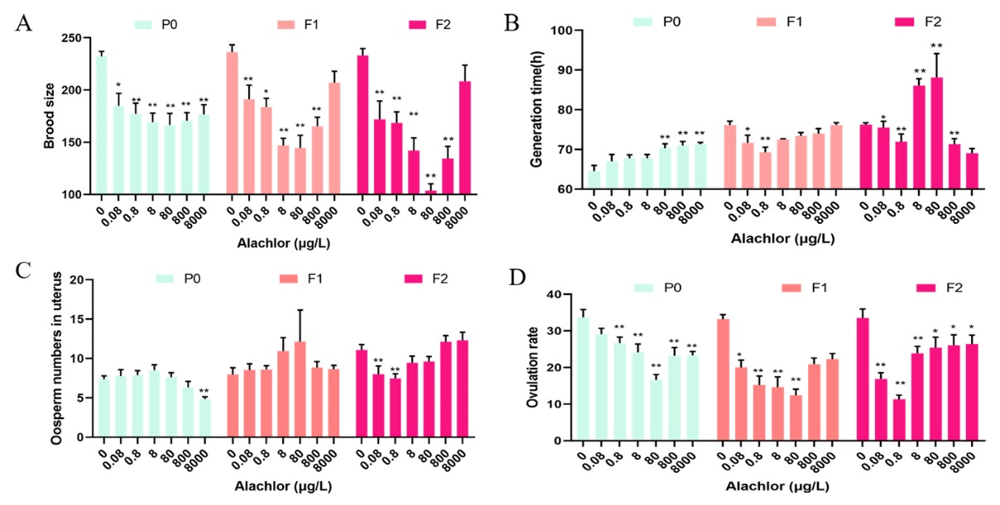 A
P0 F1 F2
Brood size
250
200
150
100
* ** ** ** ** **
** * ** ** **
** ** ** ** **
0 0.08 0.8 8 80 800 8000 0 0.08 0.8 8 80 800 8000 0 0.08 0.8 8 80 800 8000
Alachlor (µg/L)
B
P0 F1 F2
Generation time(h)
100
90
80
70
60
** ** **
* **
* ** ** ** **
0 0.08 0.8 8 80 800 8000 0 0.08 0.8 8 80 800 8000 0 0.08 0.8 8 80 800 8000
Alachlor (µg/L)
C
P0 F1 F2
Oosperm numbers in uterus
20
15
10
5
0
**
** **
0 0.08 0.8 8 80 800 8000 0 0.08 0.8 8 80 800 8000 0 0.08 0.8 8 80 800 8000
Alachlor (µg/L)
D
P0 F1 F2
Ovulation rate
40
30
20
10
0
** ** ** ** **
* ** ** **
** ** ** * * *
0 0.08 0.8 8 80 800 8000 0 0.08 0.8 8 80 800 8000 0 0.08 0.8 8 80 800 8000
Alachlor (µg/L)